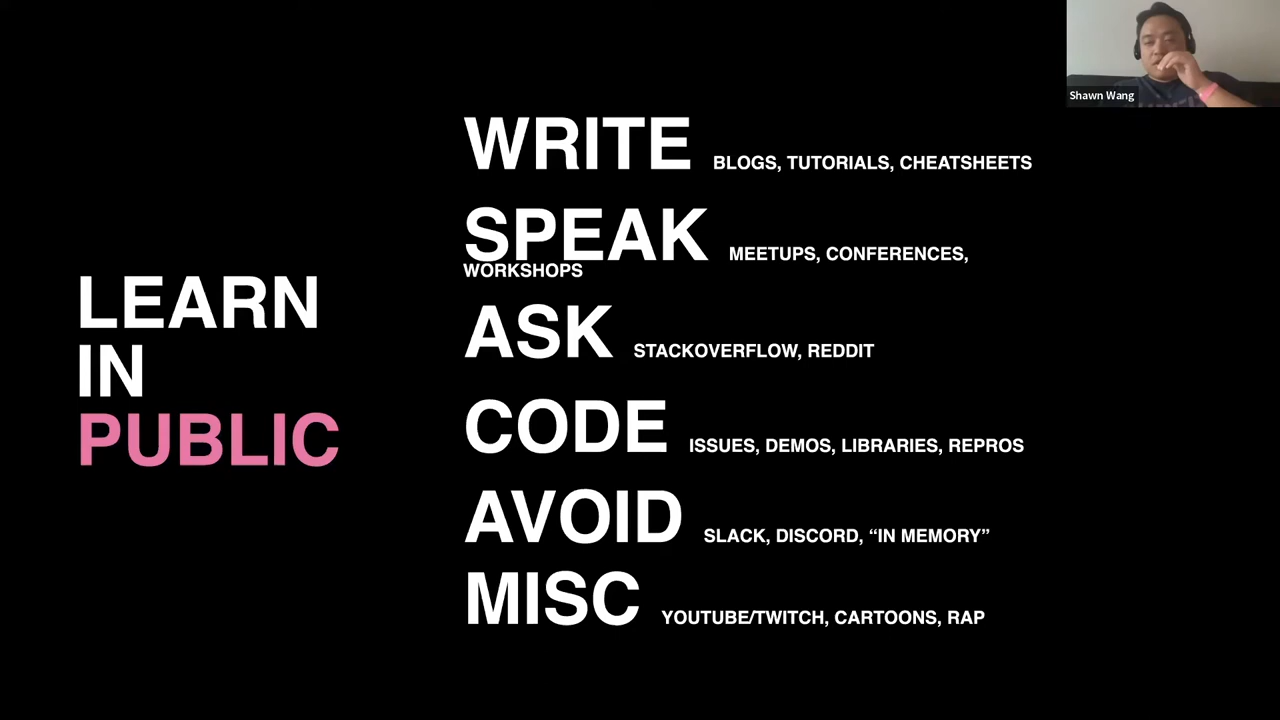 LEARN
IN
PUBLIC
WRITE BLOGS, TUTORIALS, CHEATSHEETS
SPEAK MEETUPS, CONFERENCES,
WORKSHOPS
ASK STACKOVERFLOW, REDDIT
CODE ISSUES, DEMOS, LIBRARIES, REPROS
AVOID SLACK, DISCORD, “IN MEMORY”
MISC YOUTUBE/TWITCH, CARTOONS, RAP
Shawn Wang